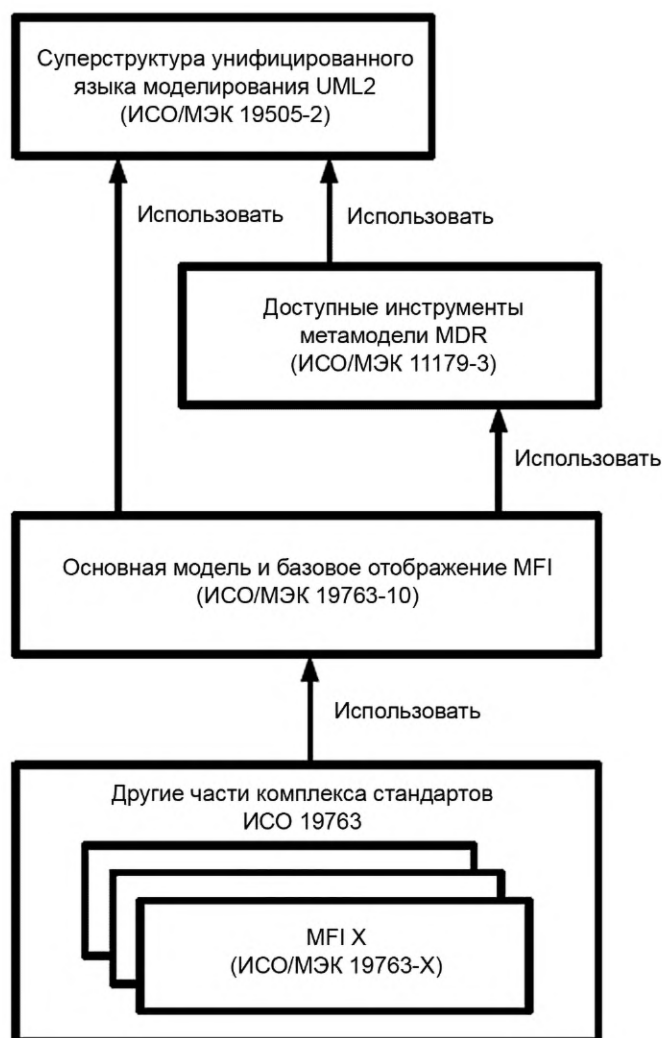 Суперструктура унифицированного
языка моделирования UML2
(ИСО/МЭК 19505-2)
Использовать
Использовать
Доступные инструменты
метамодели MDR
(ИСО/МЭК 11179-3)
Использовать
Основная модель и базовое отображение MFI
(ИСО/МЭК 19763-10)
Использовать
Другие части комплекса стандартов
ИСО 19763
MFI X
(ИСО/МЭК 19763-X)